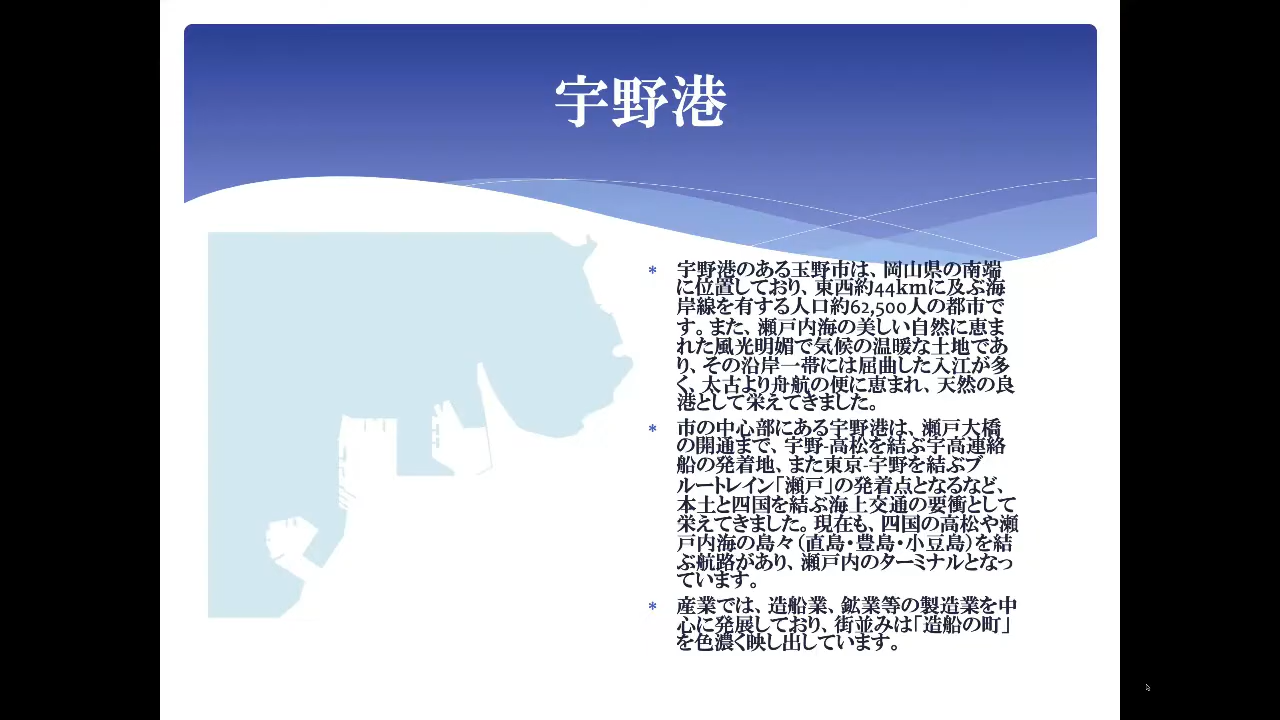 宇野港
* 宇野港のある玉野市は、岡山県の南端
に位置しており、東西約44kmに及ぶ海
岸線を有する人口約62,500人の都市で
す。また、瀬戸内海の美しい自然に恵ま
れた風光明媚で気候の温暖な土地であ
り、その沿岸一帯には屈曲した入江が多
く、太古より舟航の便に恵まれ、天然の良
港として栄えてきました。
* 市の中心部にある宇野港は、瀬戸大橋
の開通まで、宇野-高松を結ぶ宇高連絡
船の発着地、また東京-宇野を結ぶブ
ルートレイン「瀬戸」の発着点となるなど、
本土と四国を結ぶ海上交通の要衝として
栄えてきました。現在も、四国の高松や瀬
戸内海の島々（直島・豊島・小豆島）を結
ぶ航路があり、瀬戸内のターミナルとなっ
ています。
* 産業では、造船業、鉱業等の製造業を中
心に発展しており、街並みは「造船の町」
を色濃く映し出しています。